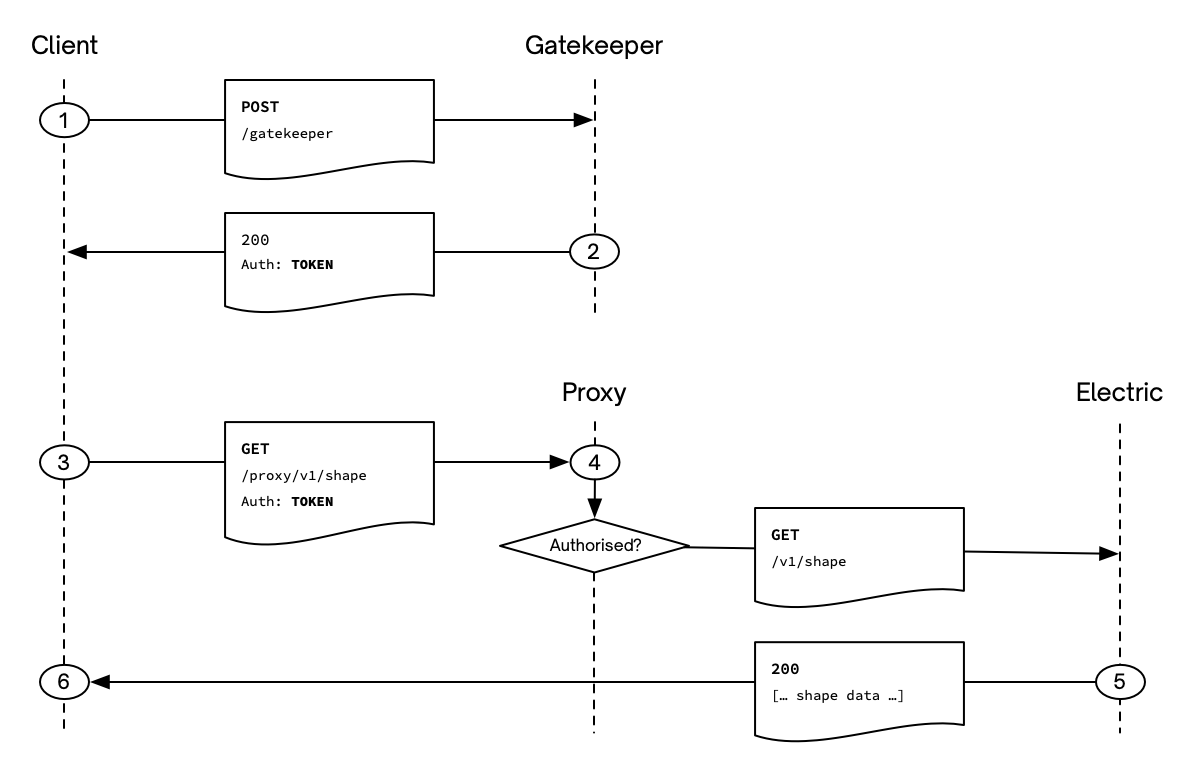 Client
Gatekeeper
1
POST
/gatekeeper
200
Auth: TOKEN
2
Proxy
Electric
3
GET
/proxy/v1/shape
Auth: TOKEN
4
Authorised?
GET
/v1/shape
6
200
[… shape data …]
5